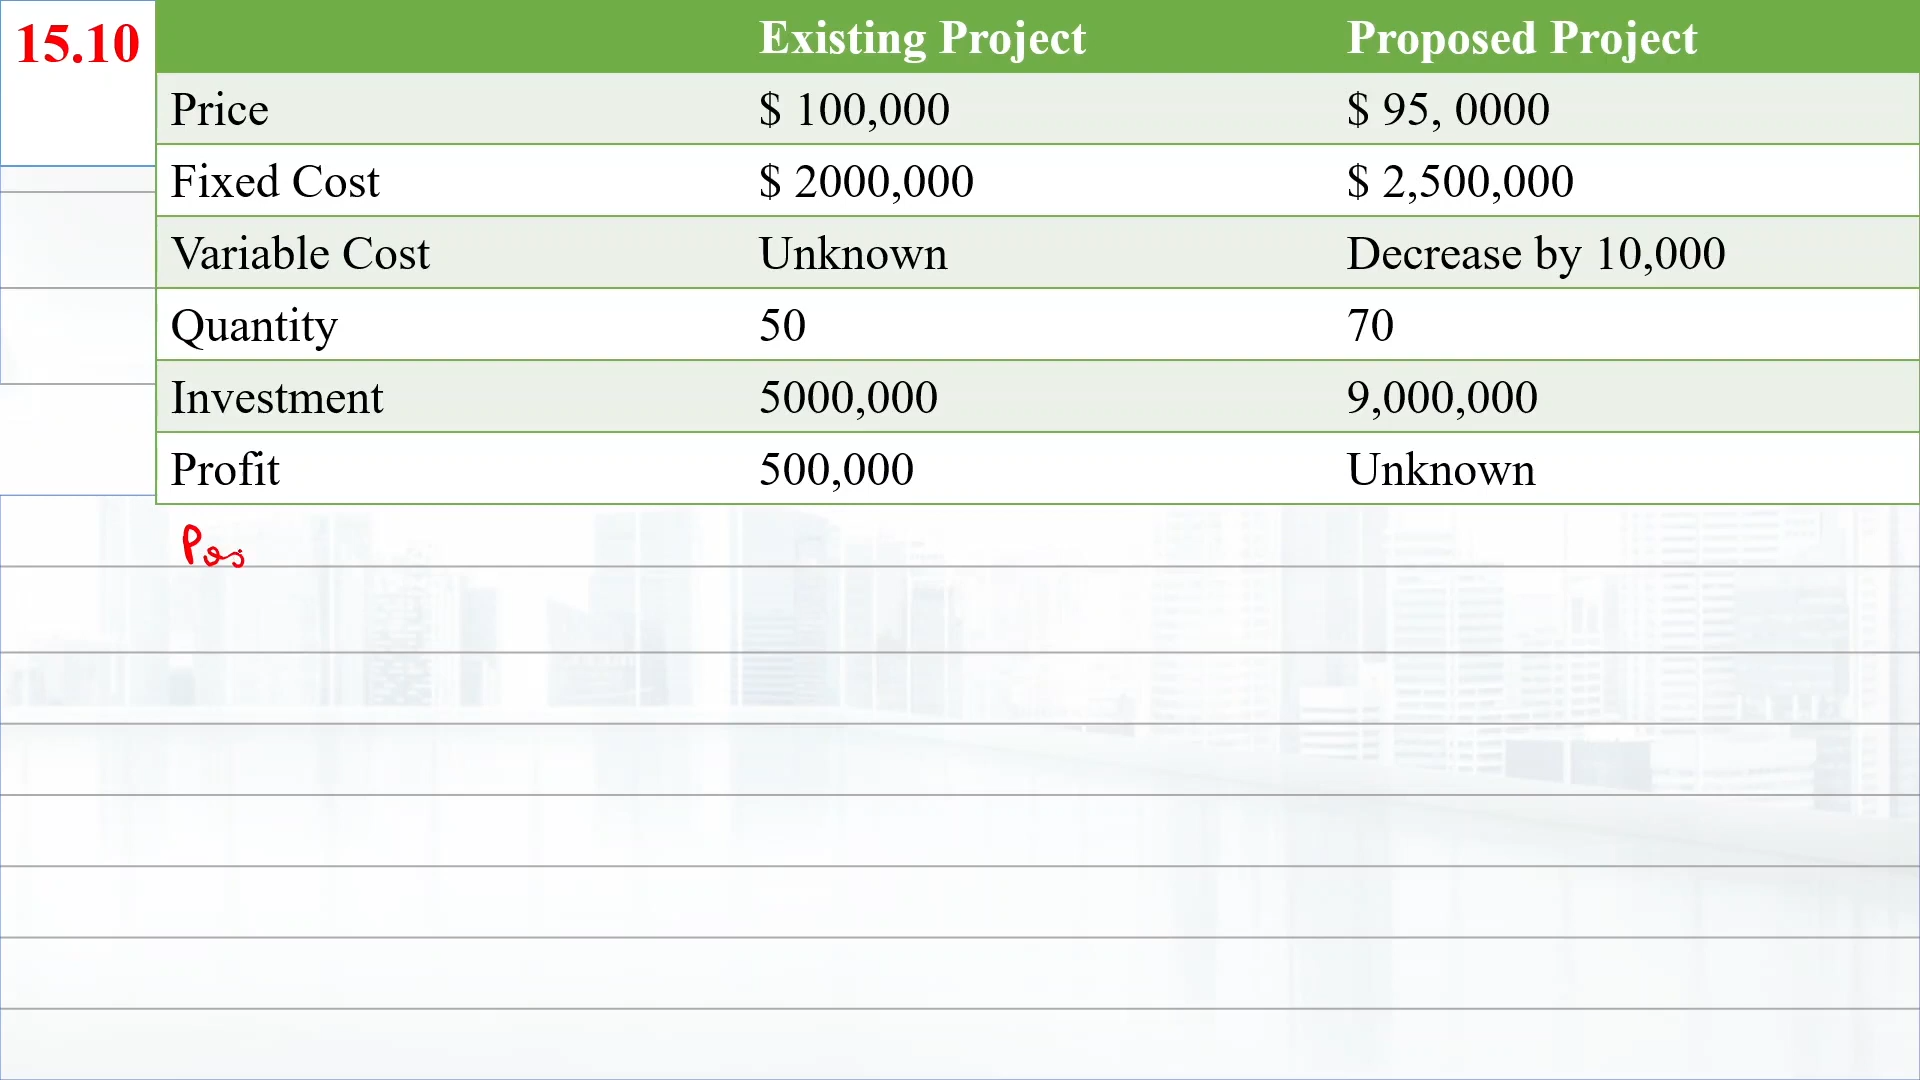 15.10
Existing Project Proposed Project
Price $ 100,000 $ 95, 0000
Fixed Cost $ 2000,000 $ 2,500,000
Variable Cost Unknown Decrease by 10,000
Quantity 50 70
Investment 5000,000 9,000,000
Profit 500,000 Unknown